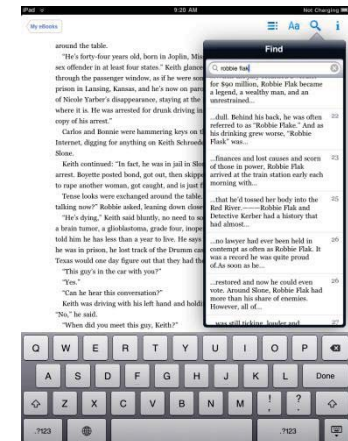 iPad
9:20 AM
Not Charging
My eBooks
Aa
i
around the table.
"He's forty-four years old, born in Joplin, Mis
sex offender in at least four states." Keith glance
through the passenger window, as if he were son
prison in Lansing, Kansas, and he's now on paro
of Nicole Yarber's disappearance, staying at the
where it is. He was arrested for drunk driving in
copy of his arrest."
Carlos and Bonnie were hammering keys on t
Internet, digging for anything on Keith Schroede
Slone.
Keith continued: "In fact, he was in jail in Slon
arrest. Boyette posted bond, got out, then skippe
to rape another woman, got caught, and is just f
Tense looks were exchanged around the table.
talking now?" Robbie asked, leaning down close
"He's dying," Keith said bluntly, no need to so
a brain tumor, a glioblastoma, grade four, inope
told him he has less than a year to live. He says
he was in prison, he lost track of the Drumm cas
Texas would one day figure out that they had the
"This guy's in the car with you?"
"Yes."
"Can he hear this conversation?"
Keith was driving with his left hand and holdi
"No," he said.
"When did you meet this guy, Keith?"
Find
robbie flak
for $90 million, Robbie Flak became
a legend, a wealthy man, and an
unrestrained...
...dull. Behind his back, he was often
referred to as "Robbie Flake." And as
his drinking grew worse, "Robbie
Flask" was...
22
...finances and lost causes and scorn
of those in power, Robbie Flak
arrived at the train station early each
morning with...
23
...that he'd tossed her body into the
Red River.———Robbie Flak and
Detective Kerber had a history that
had almost...
25
...no lawyer had ever been held in
contempt as often as Robbie Flak. It
was a record he was quite proud
of.As soon as he...
26
...restored and now he could even
vote. Around Slone, Robbie Flak had
more than his share of enemies.
However, all of...
26
...was still ticking, louder and
27
Q W E R T Y U I O P
A S D F G H J K L Done
Z X C V B N M ! , ? .
.?123
.?123